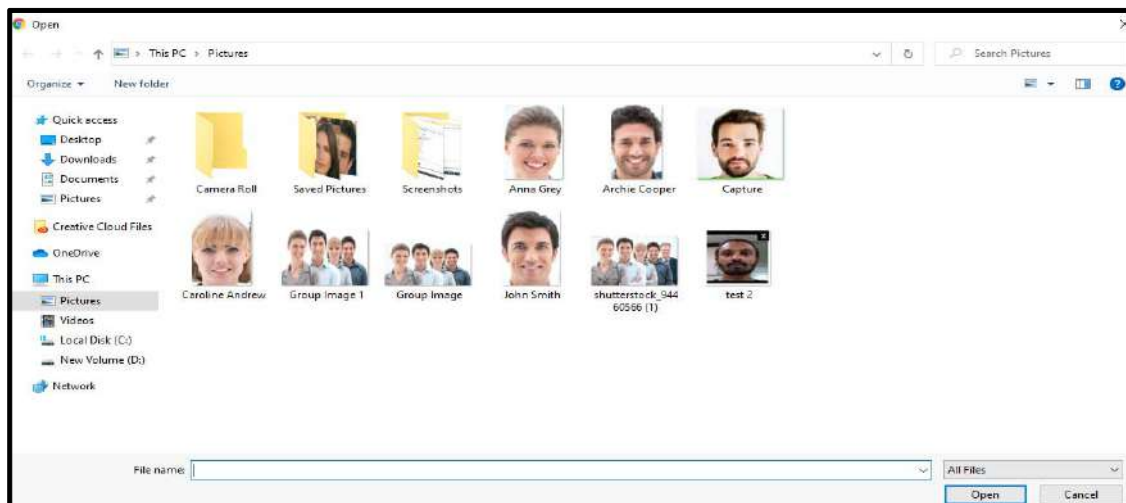 Open
This PC > Pictures
Search Pictures
Organize
New folder
Quick access
Desktop
Downloads
Documents
Pictures
Creative Cloud Files
OneDrive
This PC
Pictures
Videos
Local Disk (C:)
New Volume (D:)
Network
Camera Roll
Saved Pictures
Screenshots
Anna Grey
Archie Cooper
Capture
Caroline Andrew
Group Image 1
Group Image
John Smith
shutterstock_944
60566 (1)
test 2
File name:
All Files
Open
Cancel